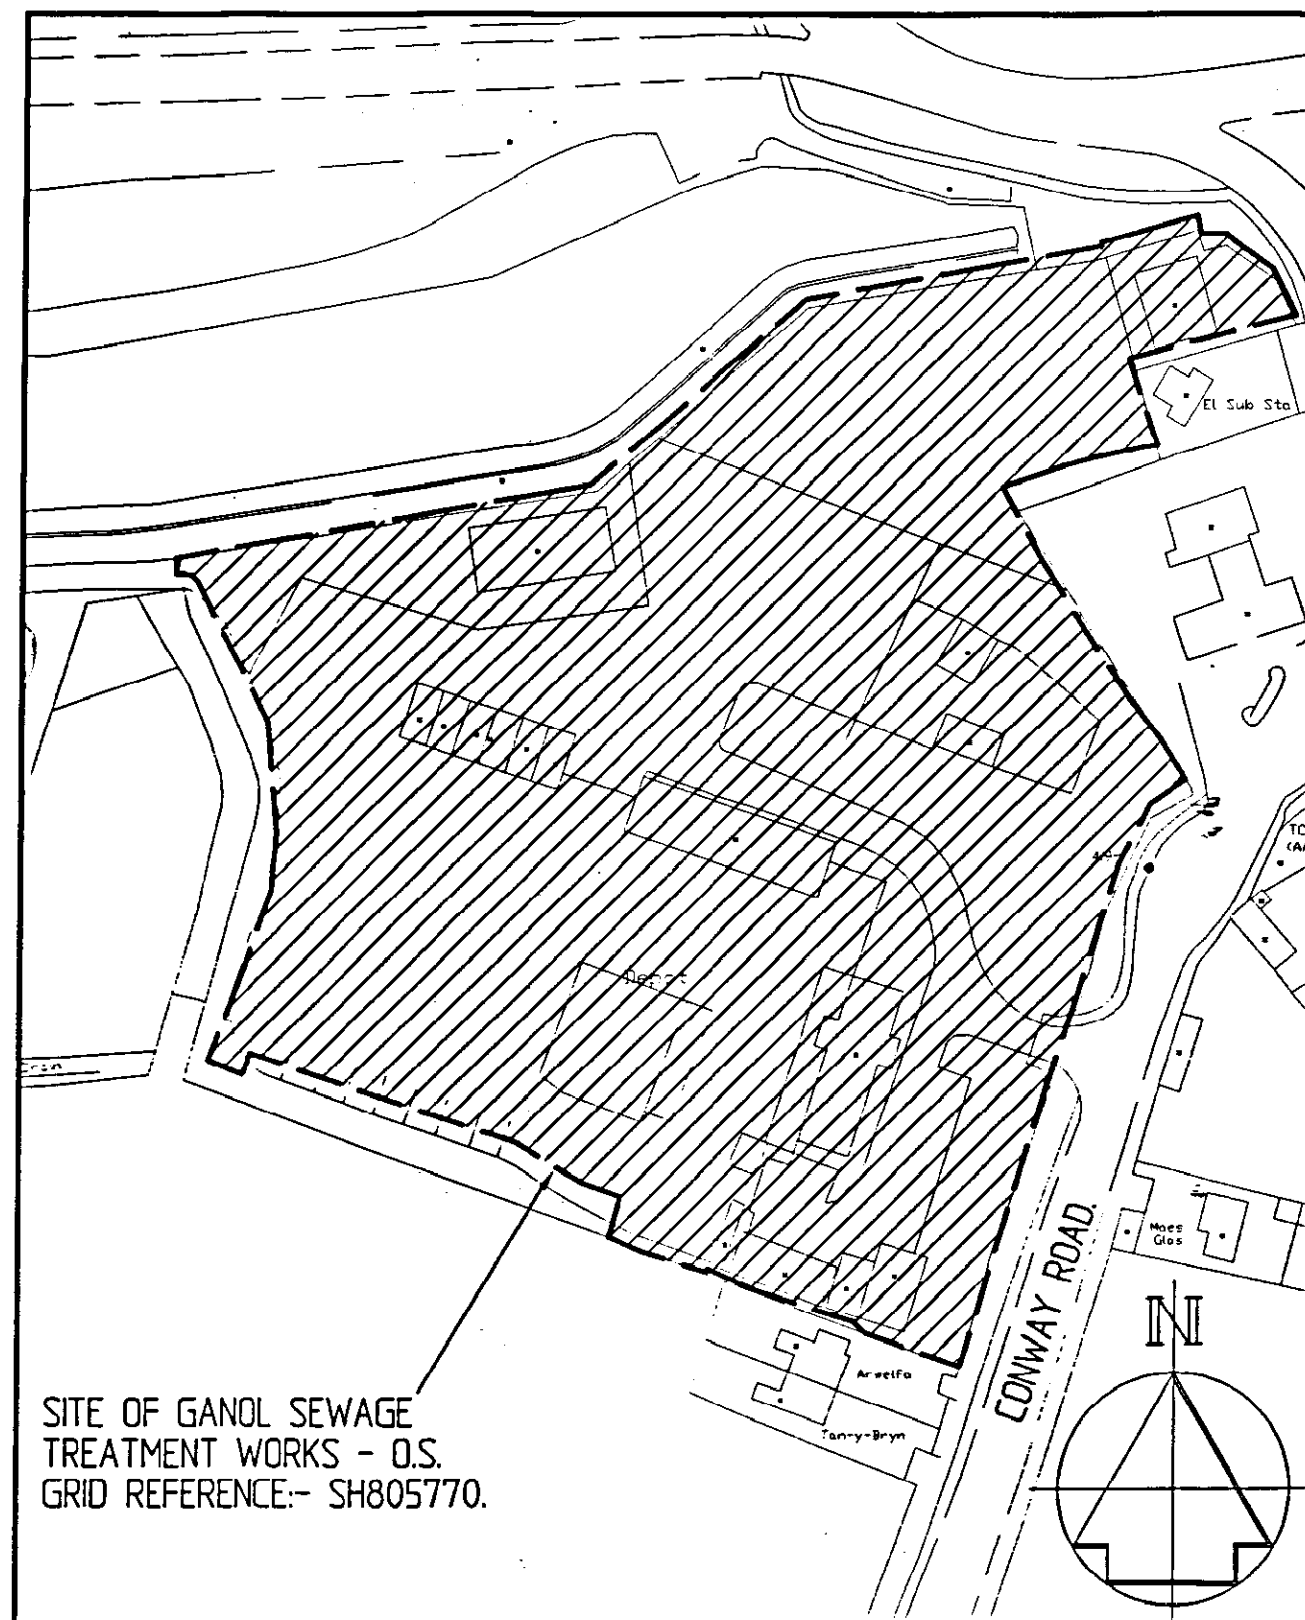 El Sub Sta
Depot
Maes
Glas
CONWAY ROAD.
N
Arwelfa
Tan-y-Bryn
SITE OF GANOL SEWAGE
TREATMENT WORKS - O.S.
GRID REFERENCE:- SH805770.